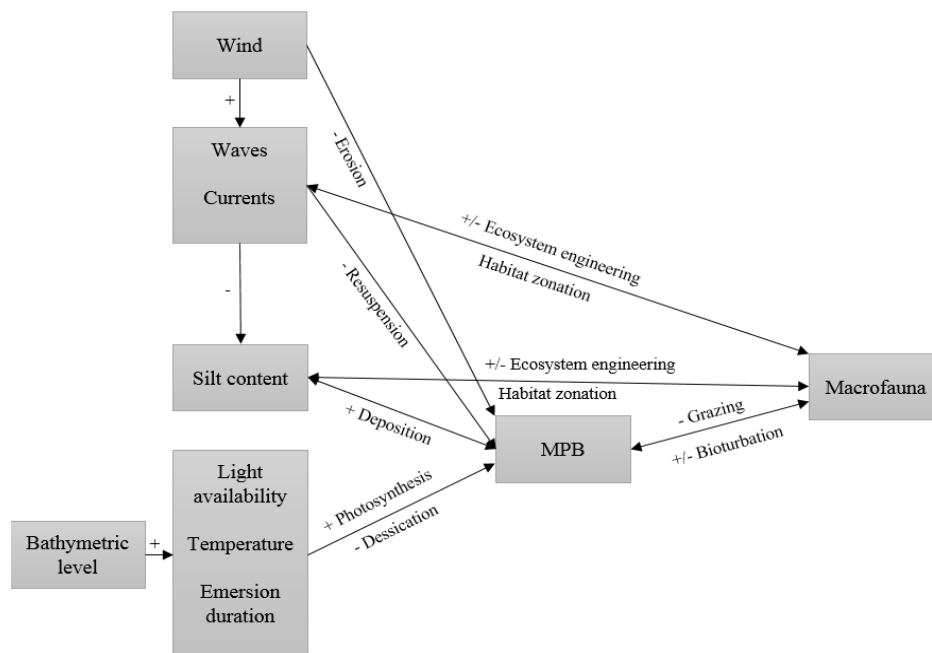 Wind
+
- Erosion
Waves
Currents
+/- Ecosystem engineering
Habitat zonation
- Resuspension
-
Silt content
+/- Ecosystem engineering
Habitat zonation
Macrofauna
+ Deposition
- Grazing
+/- Bioturbation
MPB
Light
availability
Temperature
Emersion
duration
+ Photosynthesis
- Dessication
Bathymetric
level
+